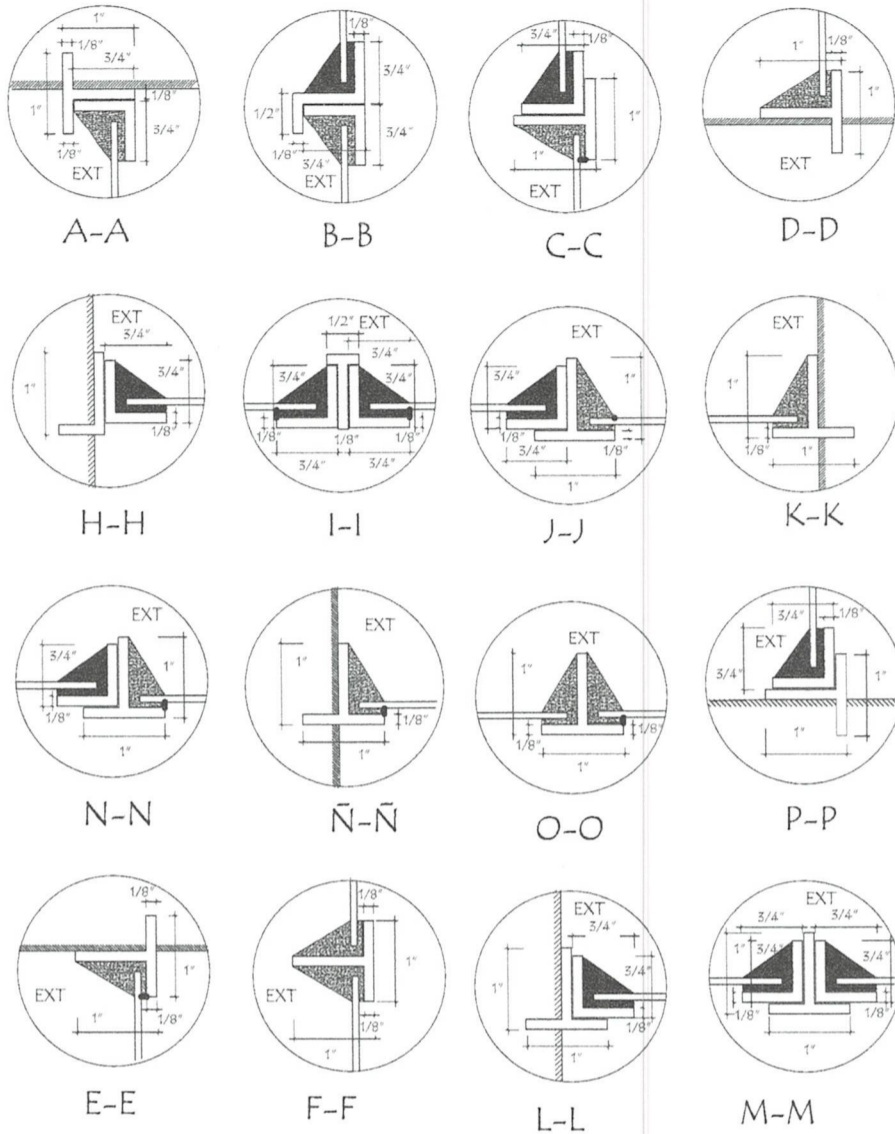 1"
1/8"
3/4"
1"
1/8"
3/4"
1/8"
EXT
A-A
1/8"
3/4"
1/2"
3/4"
1/8"
3/4"
EXT
B-B
3/4"
1/8"
1"
1"
EXT
C-C
1/8"
1"
1"
EXT
D-D
EXT
3/4"
3/4"
1"
1/8"
H-H
1/2"
EXT
3/4"
3/4"
3/4"
1/8"
1/8"
1/8"
3/4"
3/4"
I-I
EXT
3/4"
1"
1/8"
1/8"
3/4"
1"
J-J
EXT
1"
1/8"
1"
K-K
EXT
3/4"
1"
1/8"
1"
N-N
EXT
1"
1/8"
1"
Ñ-Ñ
EXT
1"
1/8"
1/8"
1"
O-O
3/4"
1/8"
EXT
3/4"
1"
1"
P-P
1/8"
1"
EXT
1"
1/8"
E-E
1/8"
1"
EXT
1/8"
1"
F-F
EXT
3/4"
3/4"
1"
1/8"
1"
L-L
EXT
3/4"
3/4"
1"
3/4"
3/4"
1/8"
1/8"
1"
M-M